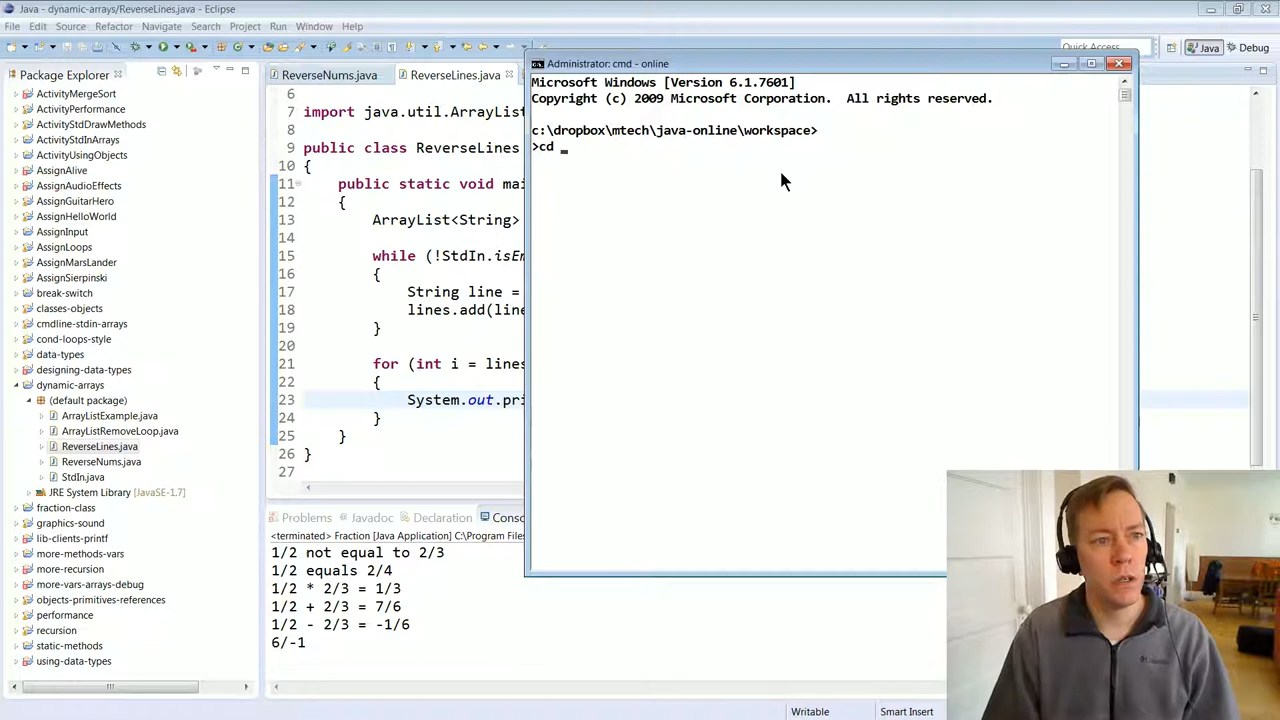 Java - dynamic-arrays/ReverseLines.java - Eclipse
File Edit Source Refactor Navigate Search Project Run Window Help
Quick Access
Java
Debug
Package Explorer
ActivityMergeSort
ActivityPerformance
ActivityStdDrawMethods
ActivityStdInArrays
ActivityUsingObjects
AssignAlive
AssignAudioEffects
AssignGuitarHero
AssignHelloWorld
AssignInput
AssignLoops
AssignMarsLander
AssignSierpinski
break-switch
classes-objects
cmdline-stdin-arrays
cond-loops-style
data-types
designing-data-types
dynamic-arrays
(default package)
ArrayListExample.java
ArrayListRemoveLoop.java
ReverseLines.java
ReverseNums.java
StdIn.java
JRE System Library [JavaSE-1.7]
fraction-class
graphics-sound
lib-clients-printf
more-methods-vars
more-recursion
more-vars-arrays-debug
objects-primitives-references
performance
recursion
static-methods
using-data-types
ReverseNums.java
ReverseLines.java
6
7 import java.util.ArrayList
8
9 public class ReverseLines
10 {
11 public static void mai
12 {
13 ArrayList<String>
14
15 while (!StdIn.isEm
16 {
17 String line =
18 lines.add(line
19 }
20
21 for (int i = lines
22 {
23 System.out.pri
24 }
25 }
26 }
27
Problems Javadoc Declaration Conso
<terminated> Fraction [Java Application] C:\Program Files
1/2 not equal to 2/3
1/2 equals 2/4
1/2 * 2/3 = 1/3
1/2 + 2/3 = 7/6
1/2 - 2/3 = -1/6
6/-1
Administrator: cmd - online
Microsoft Windows [Version 6.1.7601]
Copyright (c) 2009 Microsoft Corporation. All rights reserved.
c:\dropbox\mtech\java-online\workspace>
>cd _
Writable
Smart Insert